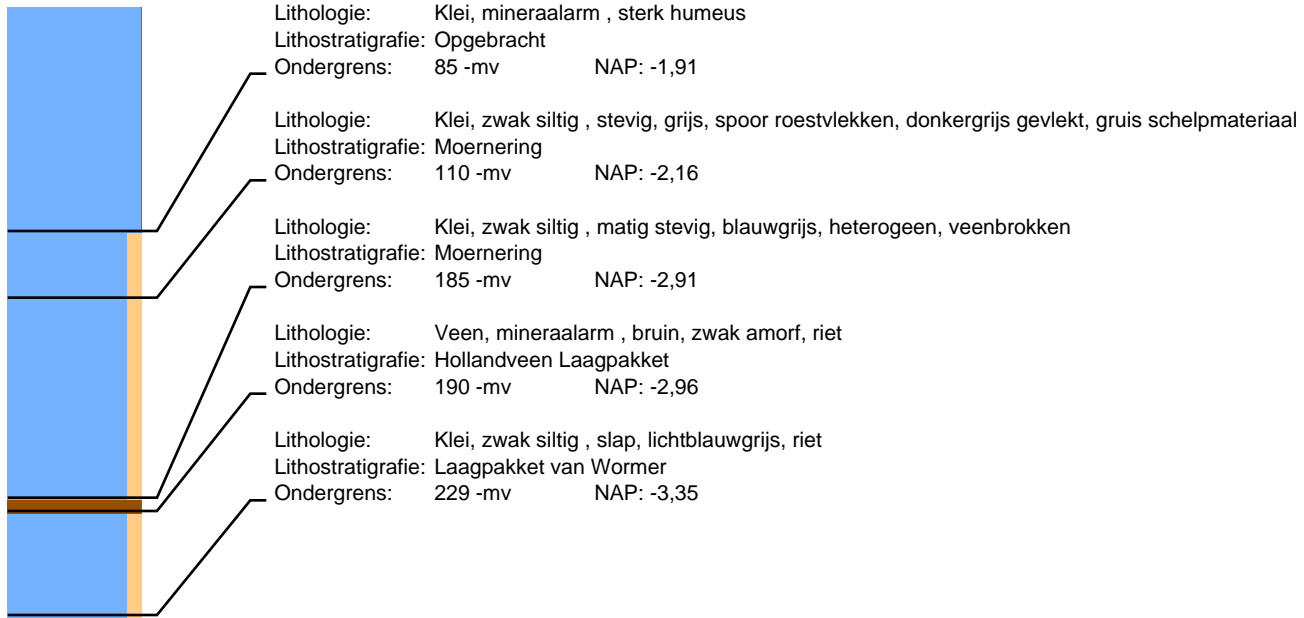 Lithologie: Klei, mineraalarm , sterk humeus
Lithostratigrafie: Opgebracht
Ondergrens: 85 -mv NAP: -1,91
Lithologie: Klei, zwak siltig , stevig, grijs, spoor roestvlekken, donkergrijs gevlekt, gruis schelpmateriaal
Lithostratigrafie: Moernering
Ondergrens: 110 -mv NAP: -2,16
Lithologie: Klei, zwak siltig , matig stevig, blauwgrijs, heterogeen, veenbrokken
Lithostratigrafie: Moernering
Ondergrens: 185 -mv NAP: -2,91
Lithologie: Veen, mineraalarm , bruin, zwak amorf, riet
Lithostratigrafie: Hollandveen Laagpakket
Ondergrens: 190 -mv NAP: -2,96
Lithologie: Klei, zwak siltig , slap, lichtblauwgrijs, riet
Lithostratigrafie: Laagpakket van Wormer
Ondergrens: 229 -mv NAP: -3,35